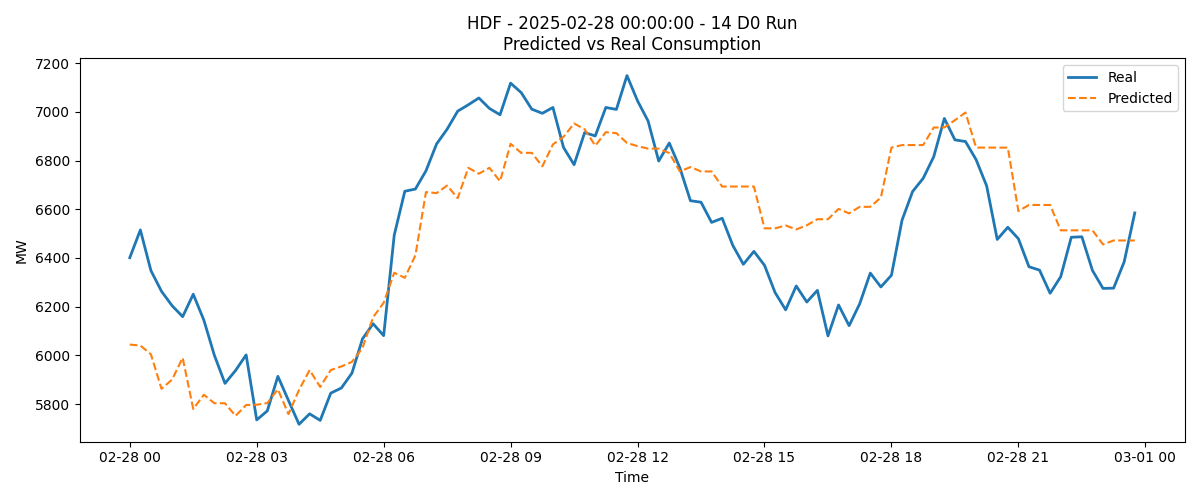 HDF - 2025-02-28 00:00:00 - 14 D0 Run
Predicted vs Real Consumption
7200
7000
6800
6600
6400
6200
6000
5800
MW
Real
Predicted
02-28 00
02-28 03
02-28 06
02-28 09
02-28 12
02-28 15
02-28 18
02-28 21
03-01 00
Time